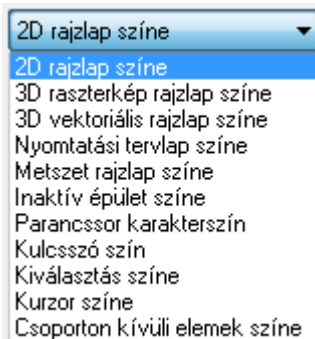 2D rajzlap színe
2D rajzlap színe
3D raszterkép rajzlap színe
3D vektoriális rajzlap színe
Nyomtatási tervlap színe
Metszet rajzlap színe
Inaktív épület színe
Parancssor karakterszín
Kulcsszó szín
Kiválasztás színe
Kurzor színe
Csoporton kívüli elemek színe